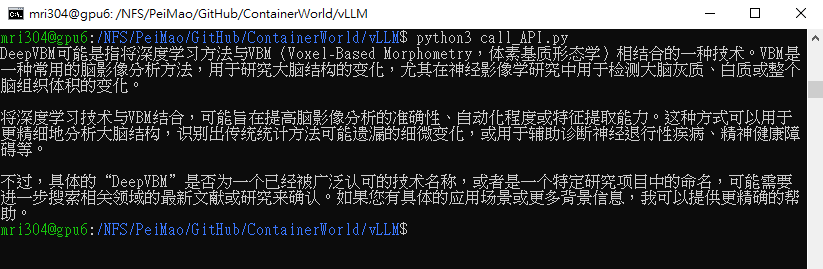 mri304@gpu6: /NFS/PeiMao/GitHub/ContainerWorld/vLLM
mri304@gpu6:/NFS/PeiMao/GitHub/ContainerWorld/vLLM$ python3 call_API.py
DeepVBM可能是指将深度学习方法与VBM（Voxel-Based Morphometry，体素基质形态学）相结合的一种技术。VBM是
一种常用的脑影像分析方法，用于研究大脑结构的变化，尤其在神经影像学研究中用于检测大脑灰质、白质或整个
脑组织体积的变化。
将深度学习技术与VBM结合，可能旨在提高脑影像分析的准确性、自动化程度或特征提取能力。这种方式可以用于
更精细地分析大脑结构，识别出传统统计方法可能遗漏的细微变化，或用于辅助诊断神经退行性疾病、精神健康障
碍等。
不过，具体的“DeepVBM”是否为一个已经被广泛认可的技术名称，或者是一个特定研究项目中的命名，可能需要
进一步搜索相关领域的最新文献或研究来确认。如果您有具体的应用场景或更多背景信息，我可以提供更精确的帮
助。
mri304@gpu6:/NFS/PeiMao/GitHub/ContainerWorld/vLLM$